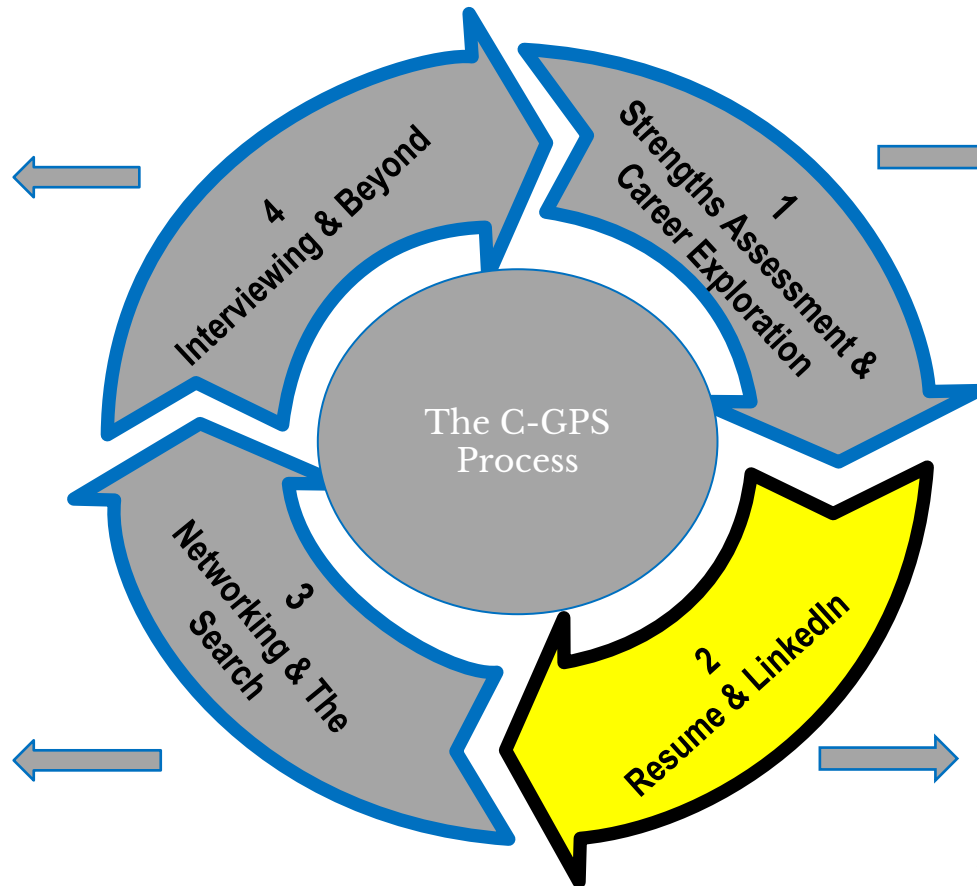 The C-GPS
Process
1
Strengths Assessment &
Career Exploration
2
Resume & LinkedIn
3
Networking & The
Search
4
Interviewing & Beyond